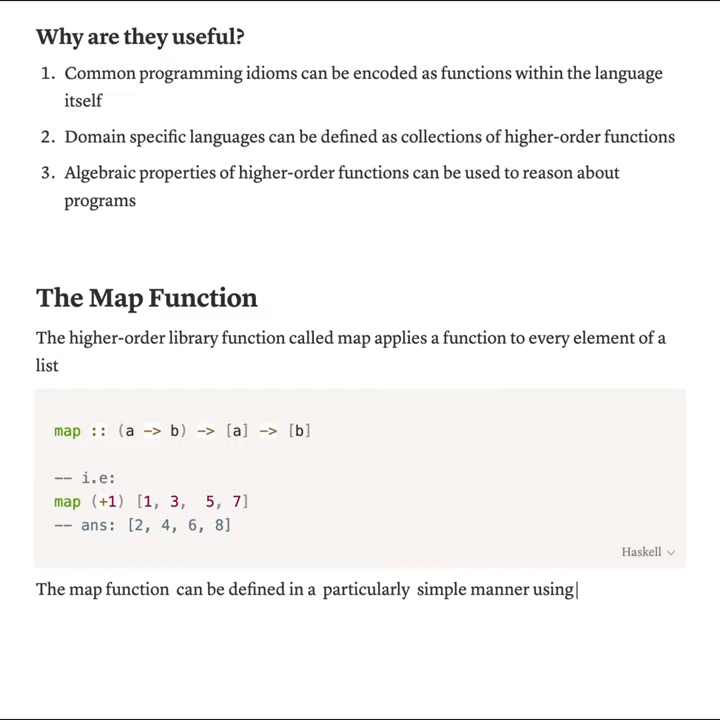 Why are they useful?
1. Common programming idioms can be encoded as functions within the language
itself
2. Domain specific languages can be defined as collections of higher-order functions
3. Algebraic properties of higher-order functions can be used to reason about
programs
The Map Function
The higher-order library function called map applies a function to every element of a
list
map :: (a -> b) -> [a] -> [b]
-- i.e:
map (+1) [1, 3,  5, 7]
-- ans: [2, 4, 6, 8]
Haskell
The map function can be defined in a particularly simple manner using